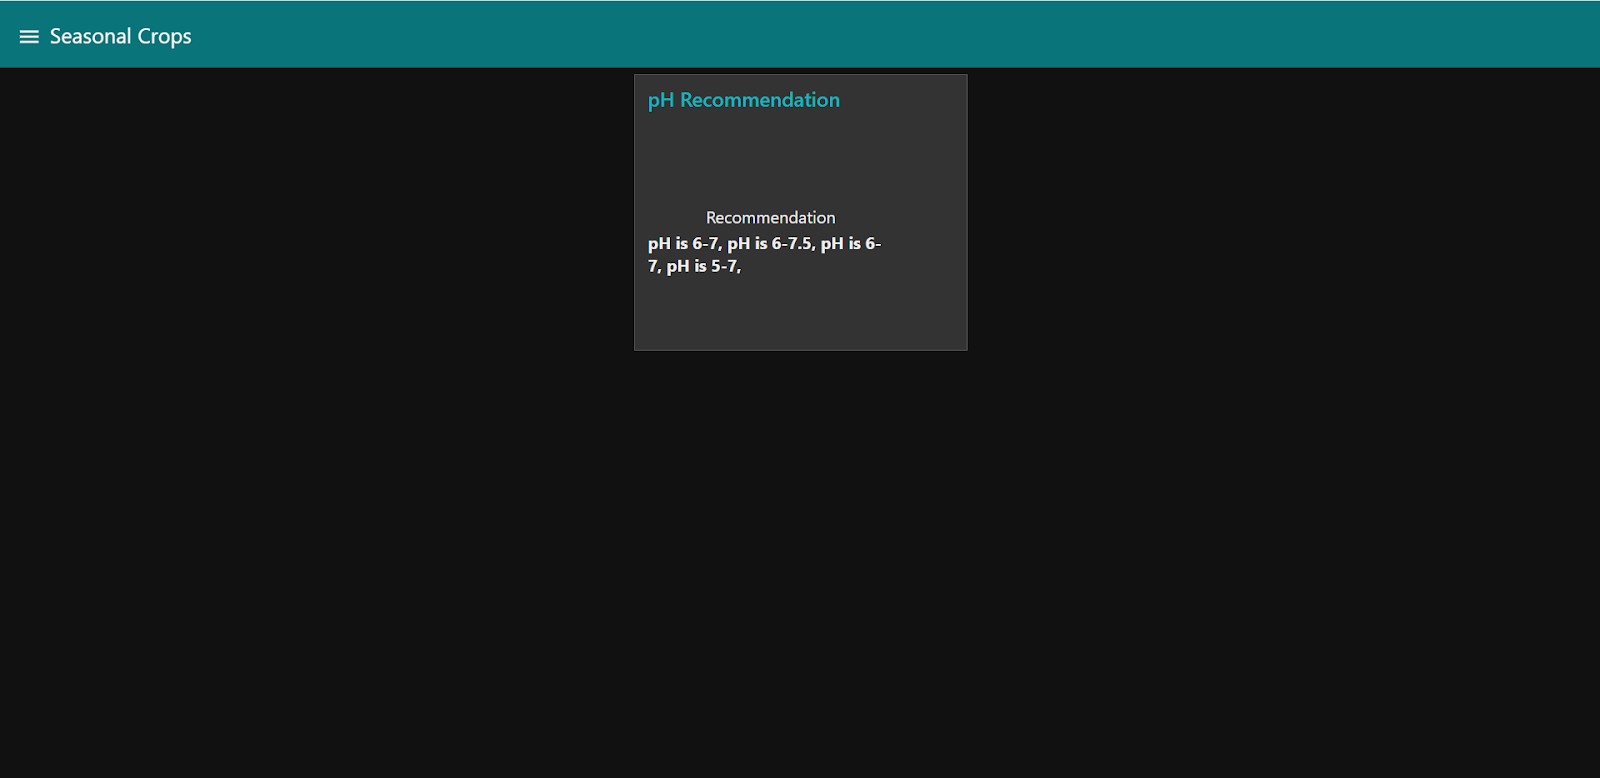 Seasonal Crops
pH Recommendation
Recommendation
pH is 6-7, pH is 6-7.5, pH is 6-
7, pH is 5-7,